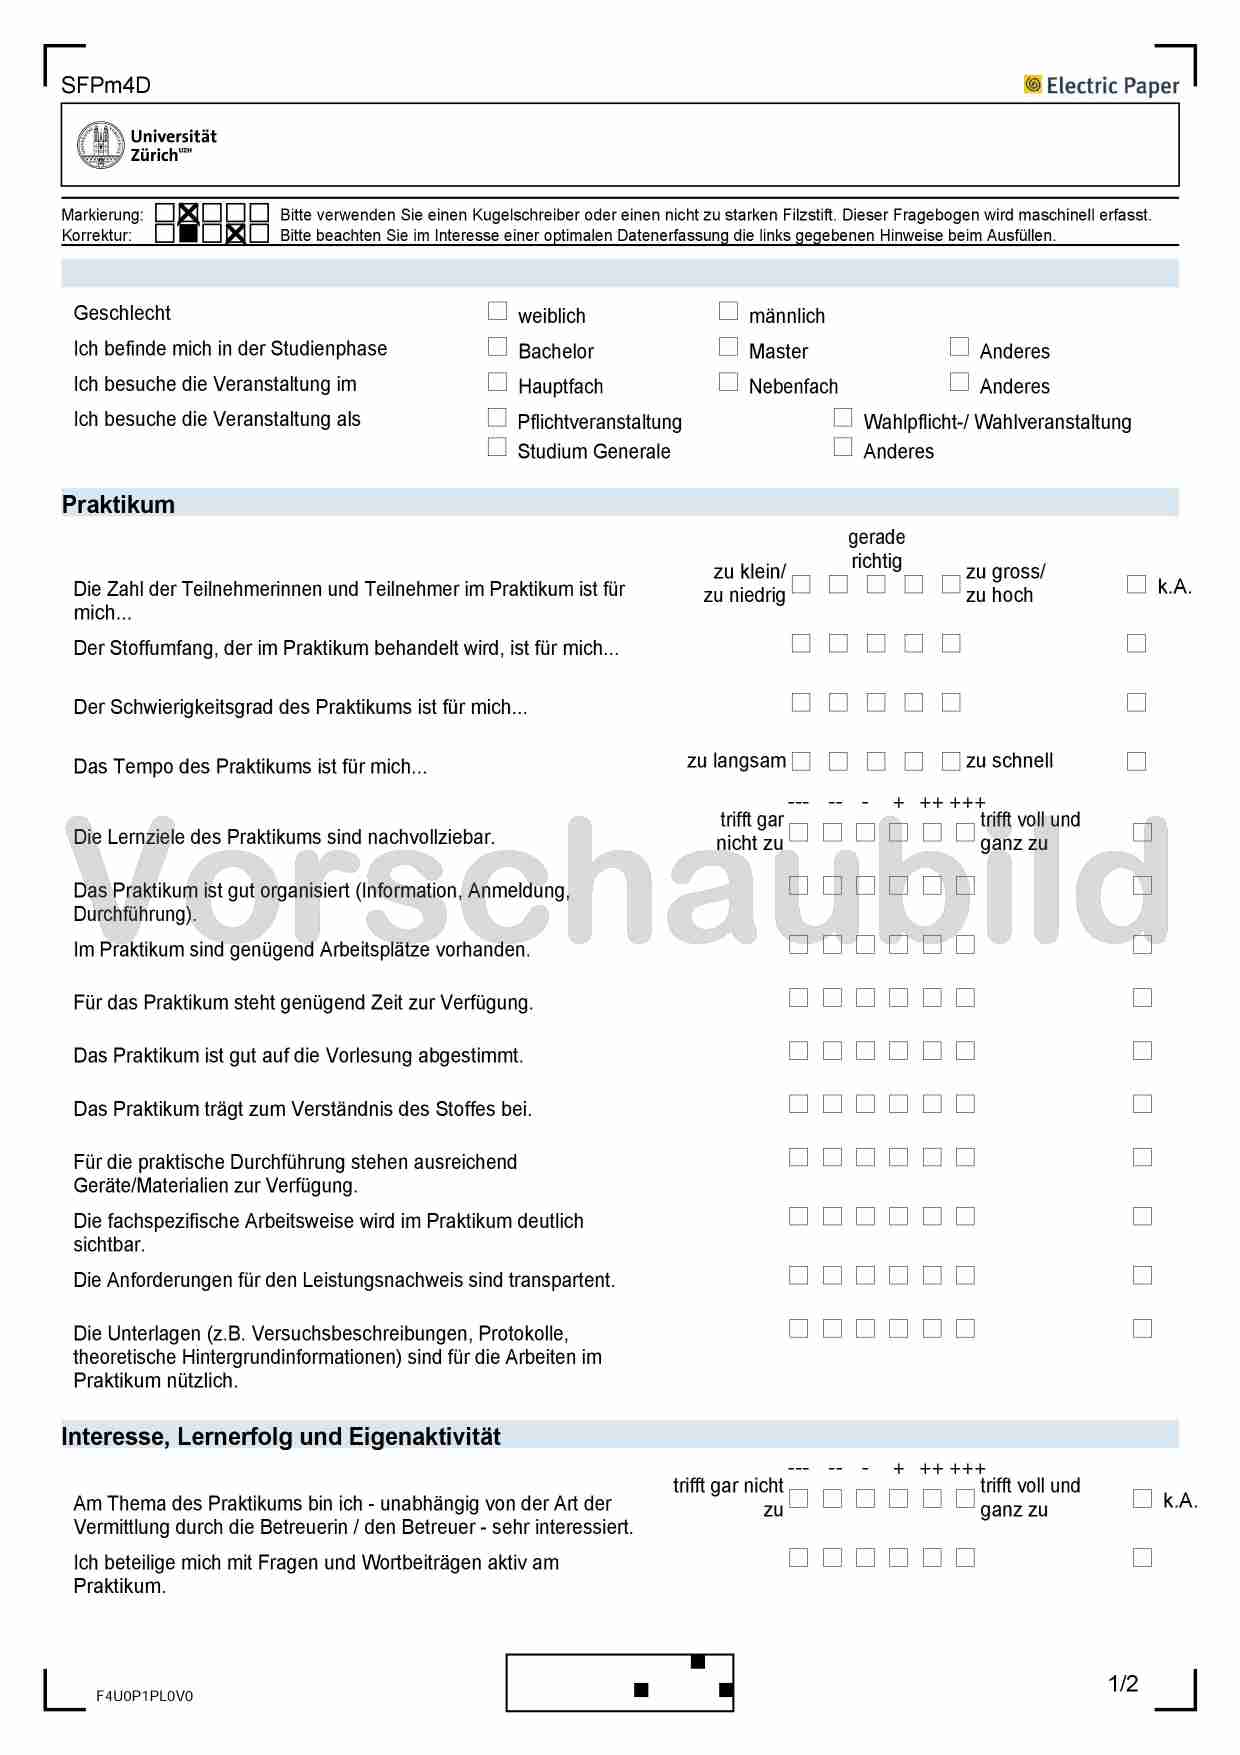 SFPm4D
Electric Paper
Universität
Zürich UZH
Markierung: Bitte verwenden Sie einen Kugelschreiber oder einen nicht zu starken Filzstift. Dieser Fragebogen wird maschinell erfasst.
Korrektur: Bitte beachten Sie im Interesse einer optimalen Datenerfassung die links gegebenen Hinweise beim Ausfüllen.
Geschlecht weiblich männlich
Ich befinde mich in der Studienphase Bachelor Master Anderes
Ich besuche die Veranstaltung im Hauptfach Nebenfach Anderes
Ich besuche die Veranstaltung als Pflichtveranstaltung Wahlpflicht-/ Wahlveranstaltung
Studium Generale Anderes
Praktikum
gerade
richtig
zu klein/ zu gross/
Die Zahl der Teilnehmerinnen und Teilnehmer im Praktikum ist für zu niedrig zu hoch k.A.
mich...
Der Stoffumfang, der im Praktikum behandelt wird, ist für mich...
Der Schwierigkeitsgrad des Praktikums ist für mich...
Das Tempo des Praktikums ist für mich... zu langsam zu schnell
--- -- - + ++ +++
trifft gar trifft voll und
Die Lernziele des Praktikums sind nachvollziebar. nicht zu ganz zu
Vorschaubild
Das Praktikum ist gut organisiert (Information, Anmeldung,
Durchführung).
Im Praktikum sind genügend Arbeitsplätze vorhanden.
Für das Praktikum steht genügend Zeit zur Verfügung.
Das Praktikum ist gut auf die Vorlesung abgestimmt.
Das Praktikum trägt zum Verständnis des Stoffes bei.
Für die praktische Durchführung stehen ausreichend
Geräte/Materialien zur Verfügung.
Die fachspezifische Arbeitsweise wird im Praktikum deutlich
sichtbar.
Die Anforderungen für den Leistungsnachweis sind transpartent.
Die Unterlagen (z.B. Versuchsbeschreibungen, Protokolle,
theoretische Hintergrundinformationen) sind für die Arbeiten im
Praktikum nützlich.
Interesse, Lernerfolg und Eigenaktivität
--- -- - + ++ +++
trifft gar nicht trifft voll und
Am Thema des Praktikums bin ich - unabhängig von der Art der zu ganz zu k.A.
Vermittlung durch die Betreuerin / den Betreuer - sehr interessiert.
Ich beteilige mich mit Fragen und Wortbeiträgen aktiv am
Praktikum.
F4U0P1PL0V0
1/2